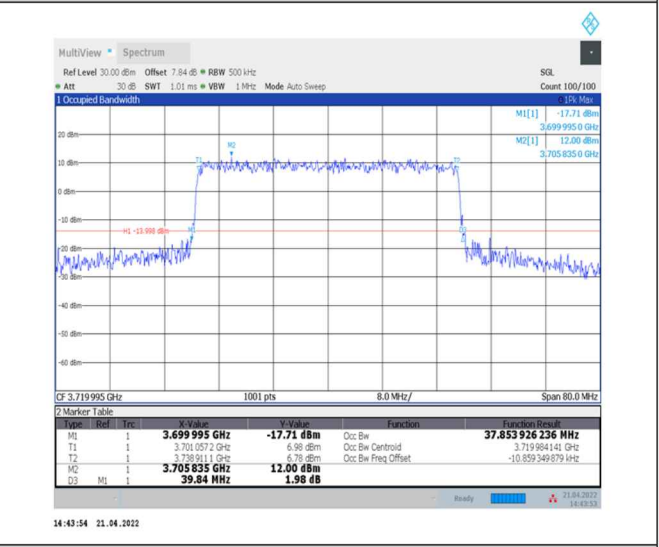 MultiView Spectrum
Ref Level 30.00 dBm Offset 7.84 dB RBW 500 kHz SGL
Att 30 dB SWT 1.01 ms VBW 1 MHz Mode Auto Sweep Count 100/100
1 Occupied Bandwidth 1Pk Max
M1[1] -17.71 dBm
3.699 995 0 GHz
M2[1] 12.00 dBm
3.705 835 0 GHz
20 dBm
M2
10 dBm
T1
T2
0 dBm
-10 dBm
H1 -13.998 dBm
M1
D3
-20 dBm
-30 dBm
-40 dBm
-50 dBm
-60 dBm
CF 3.719 995 GHz 1001 pts 8.0 MHz/ Span 80.0 MHz
2 Marker Table
Type Ref Trc X-Value Y-Value Function Function Result
M1 1 3.699 995 GHz -17.71 dBm Occ Bw 37.853 926 236 MHz
T1 1 3.701 057 2 GHz 6.98 dBm Occ Bw Centroid 3.719 984 141 GHz
T2 1 3.738 911 1 GHz 6.78 dBm Occ Bw Freq Offset -10.859 349 879 kHz
M2 1 3.705 835 GHz 12.00 dBm
D3 M1 1 39.84 MHz 1.98 dB
Ready 21.04.2022
14:43:53
14:43:54 21.04.2022